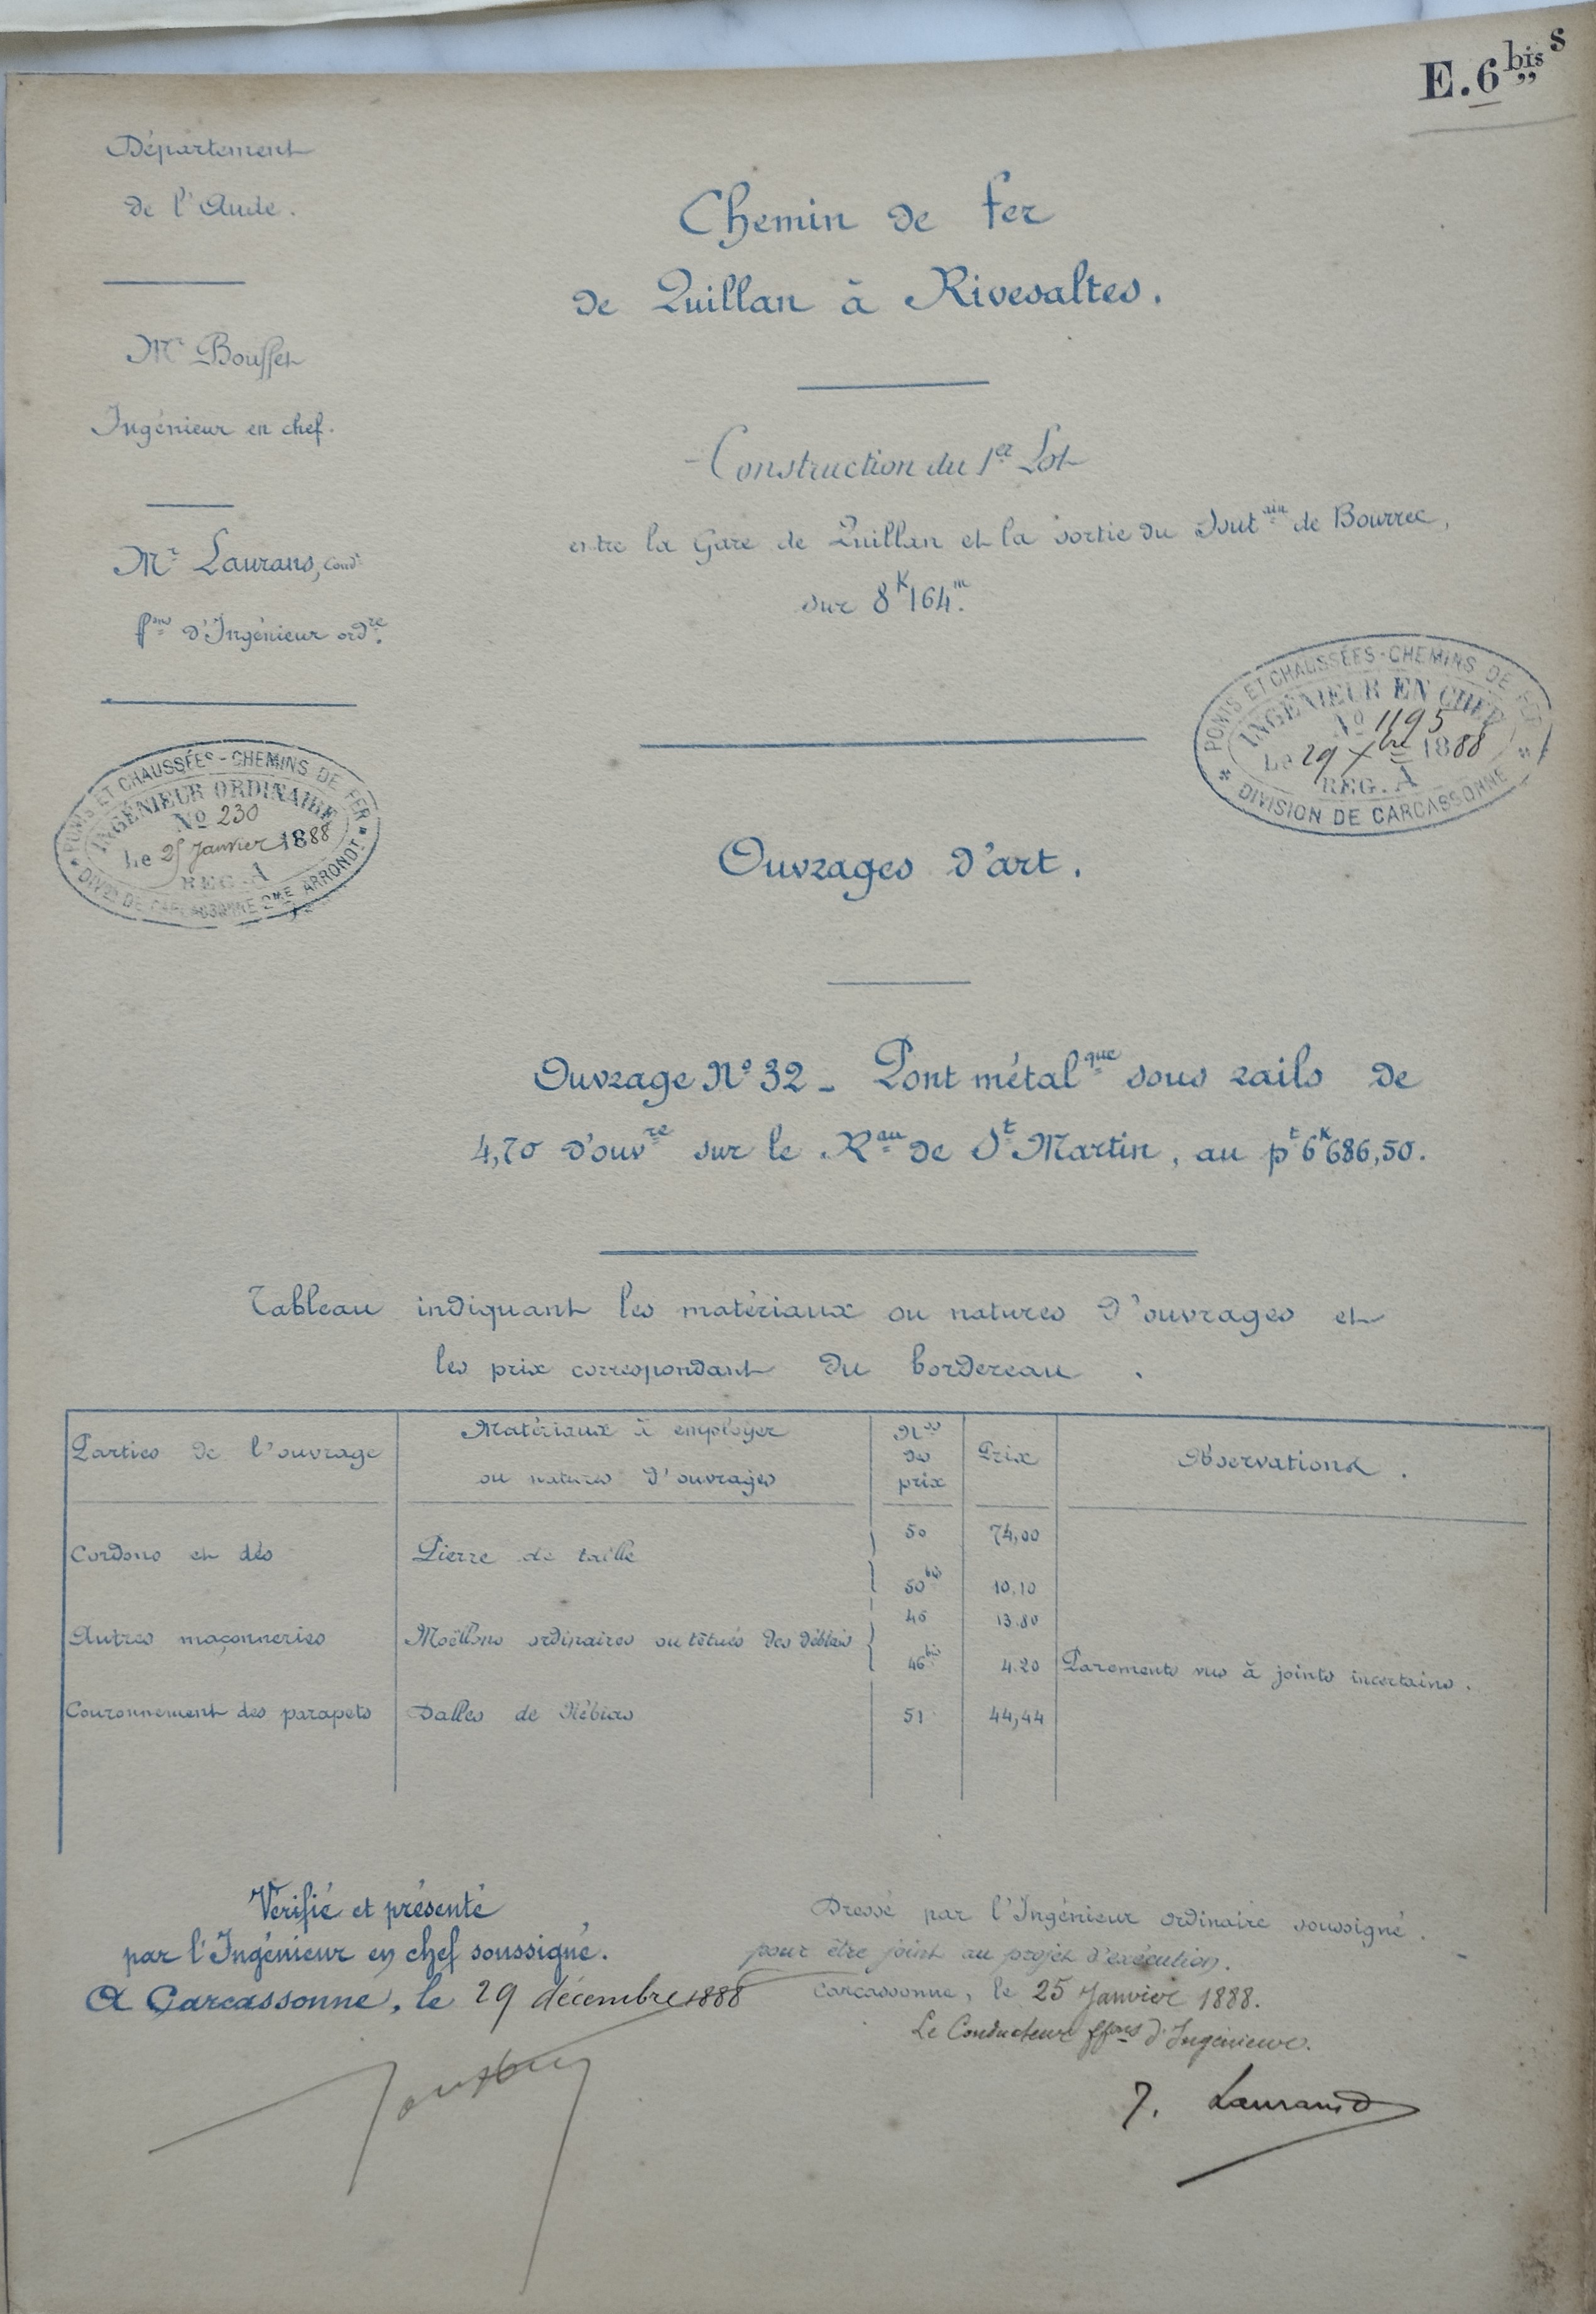 E.6 bis s
Département
de l'Aude.
Mr Bouffet
Ingénieur en chef.
Mr Laurans, condr
fons d'Ingénieur ordre.
Chemin de fer
de Quillan à Rivesaltes.
Construction du 1er Lot
entre la Gare de Quillan et la sortie du Soutain de Bourrec,
sur 8K164m.
PONTS ET CHAUSSÉES - CHEMINS DE FER
INGÉNIEUR ORDINAIRE
No 230
Le 25 Janvier 1888
REG. A
DIVon DE CARCASSONNE 2ME ARRONDT
PONTS ET CHAUSSÉES - CHEMINS DE FER
INGÉNIEUR EN CHEF
No 1195
Le 29 Xbre 1888
REG. A
DIVISION DE CARCASSONNE
Ouvrages d'art.
Ouvrage No 32 - Pont métalque sous rails de
4,70 d'ouvre sur le Rau de St Martin, au pt 6K686,50.
Tableau indiquant les matériaux ou natures d'ouvrages et
les prix correspondant du bordereau.
Parties de l'ouvrage
Matériaux à employer
ou natures d'ouvrages
Nos
des
prix
Prix
Observations.
Cordons et dés
Pierre de taille
50 74,00
50bis 10,10
Autres maçonneries
Moëllons ordinaires ou têtués des déblais
46 13.80
46bis 4.20
Parements vus à joints incertains.
Couronnement des parapets
Dalles de Nébias
51 44,44
Vérifié et présenté
par l'Ingénieur en chef soussigné.
A Carcassonne, le 29 décembre 1888
Dressé par l'Ingénieur ordinaire soussigné.
pour être joint au projet d'exécution.
Carcassonne, le 25 Janvier 1888.
Le Conducteur ffons d'Ingénieur.
J. Laurans